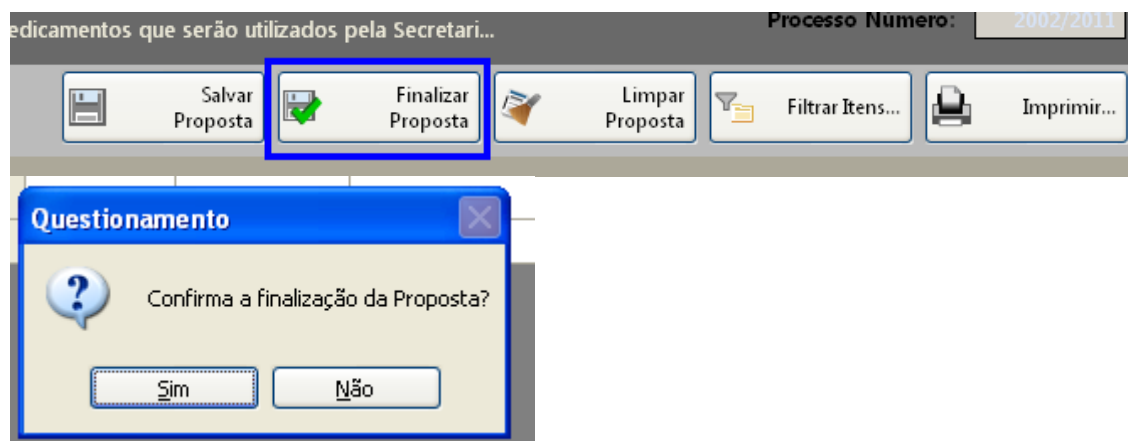 edicamentos que serão utilizados pela Secretari...
Processo Número: 2002/2011
Salvar
Proposta
Finalizar
Proposta
Limpar
Proposta
Filtrar Itens...
Imprimir...
Questionamento
Confirma a finalização da Proposta?
Sim
Não